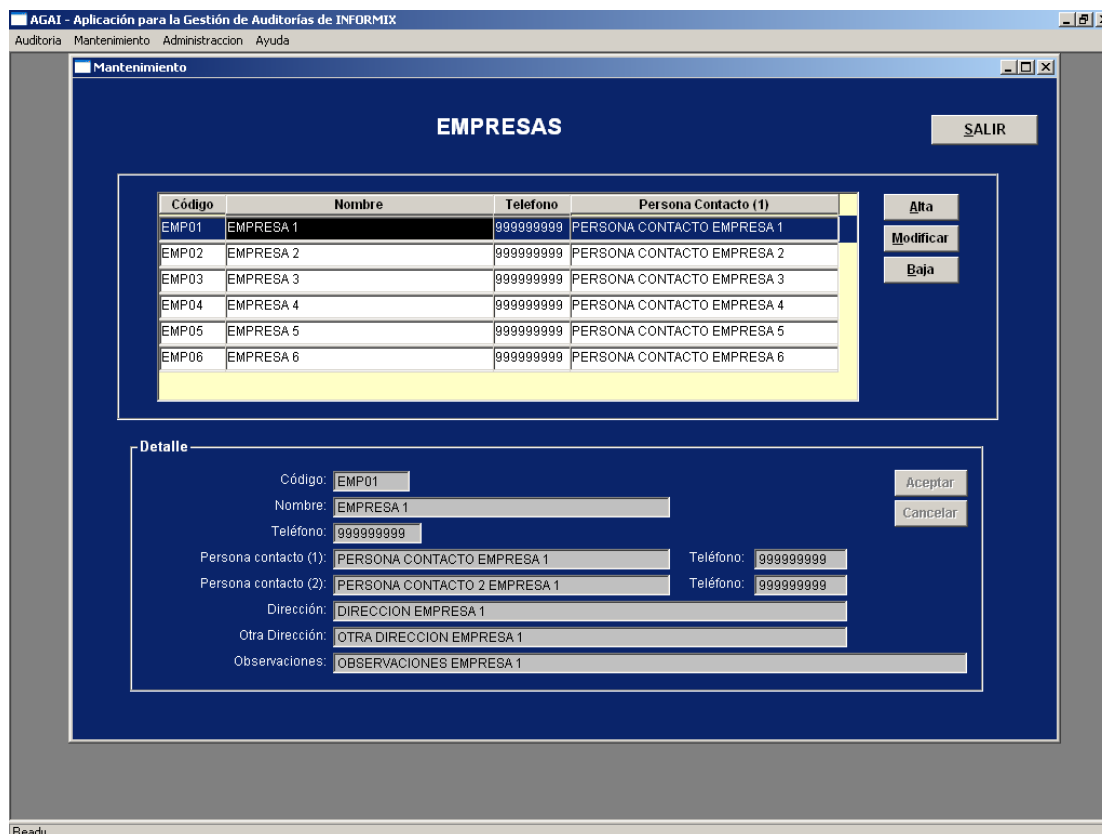 AGAI - Aplicación para la Gestión de Auditorías de INFORMIX
Auditoria Mantenimiento Administraccion Ayuda
Mantenimiento
EMPRESAS
SALIR
Código Nombre Telefono Persona Contacto (1)
EMP01 EMPRESA 1 999999999 PERSONA CONTACTO EMPRESA 1
EMP02 EMPRESA 2 999999999 PERSONA CONTACTO EMPRESA 2
EMP03 EMPRESA 3 999999999 PERSONA CONTACTO EMPRESA 3
EMP04 EMPRESA 4 999999999 PERSONA CONTACTO EMPRESA 4
EMP05 EMPRESA 5 999999999 PERSONA CONTACTO EMPRESA 5
EMP06 EMPRESA 6 999999999 PERSONA CONTACTO EMPRESA 6
Alta
Modificar
Baja
Detalle
Código: EMP01
Nombre: EMPRESA 1
Teléfono: 999999999
Persona contacto (1): PERSONA CONTACTO EMPRESA 1 Teléfono: 999999999
Persona contacto (2): PERSONA CONTACTO 2 EMPRESA 1 Teléfono: 999999999
Dirección: DIRECCION EMPRESA 1
Otra Dirección: OTRA DIRECCION EMPRESA 1
Observaciones: OBSERVACIONES EMPRESA 1
Aceptar
Cancelar
Ready